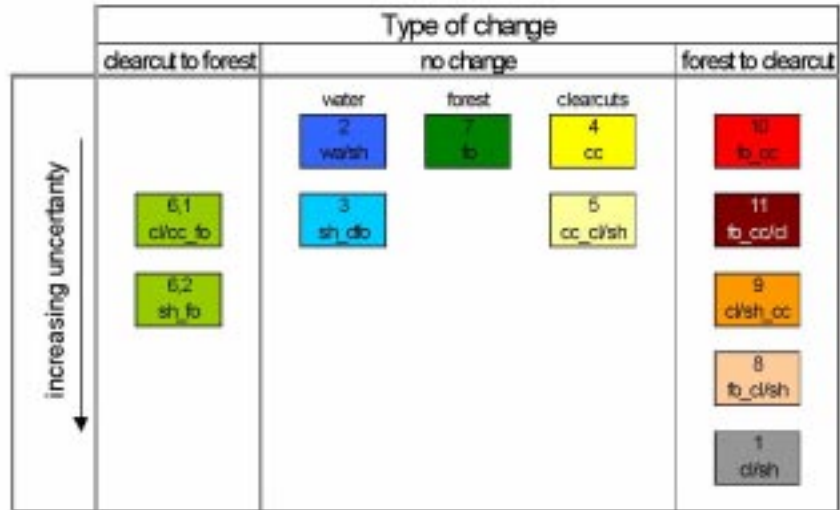 Type of change
clearcut to forest
no change
forest to clearcut
increasing uncertanty
water
forest
clearcuts
2
wa/sh
7
fo
4
cc
10
fo_cc
6,1
cl/cc_fo
3
sh_dfo
5
cc_cl/sh
11
fo_cc/cl
6,2
sh_fo
9
cl/sh_cc
8
fo_cl/sh
1
cl/sh